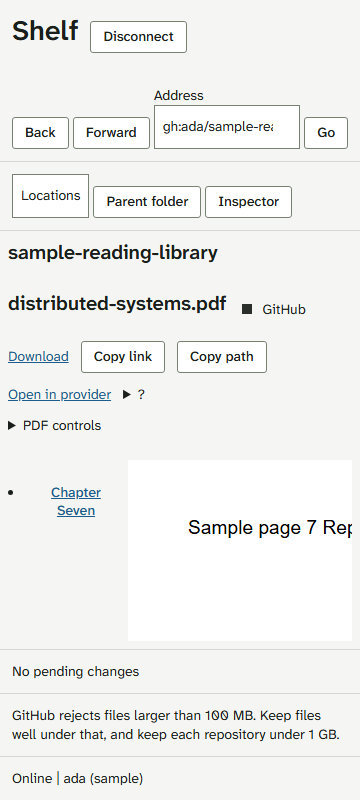 Shelf Disconnect
Address
Back Forward gh:ada/sample-rea Go
Locations Parent folder Inspector
sample-reading-library
distributed-systems.pdf GitHub
Download Copy link Copy path
Open in provider ?
PDF controls
Chapter
Seven
Sample page 7 Rep
No pending changes
GitHub rejects files larger than 100 MB. Keep files
well under that, and keep each repository under 1 GB.
Online | ada (sample)